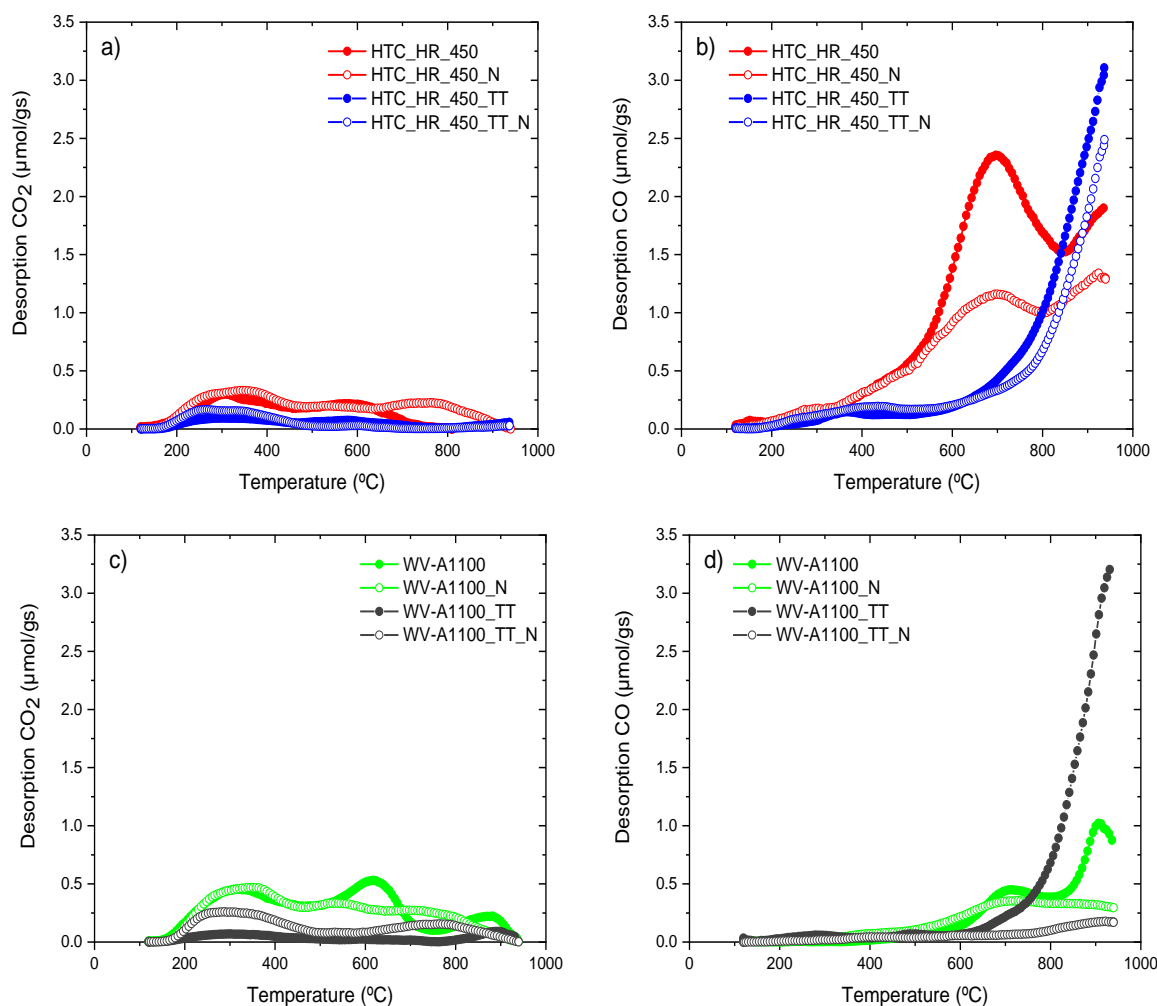 a)
HTC_HR_450
HTC_HR_450_N
HTC_HR_450_TT
HTC_HR_450_TT_N
3.5
3.0
2.5
2.0
1.5
1.0
0.5
0.0
Desorption CO2 (µmol/gs)
0 200 400 600 800 1000
Temperature (ºC)
b)
HTC_HR_450
HTC_HR_450_N
HTC_HR_450_TT
HTC_HR_450_TT_N
3.5
3.0
2.5
2.0
1.5
1.0
0.5
0.0
Desorption CO (µmol/gs)
0 200 400 600 800 1000
Temperature (ºC)
c)
WV-A1100
WV-A1100_N
WV-A1100_TT
WV-A1100_TT_N
3.5
3.0
2.5
2.0
1.5
1.0
0.5
0.0
Desorption CO2 (µmol/gs)
0 200 400 600 800 1000
Temperature (ºC)
d)
WV-A1100
WV-A1100_N
WV-A1100_TT
WV-A1100_TT_N
3.5
3.0
2.5
2.0
1.5
1.0
0.5
0.0
Desorption CO (µmol/gs)
0 200 400 600 800 1000
Temperature (ºC)